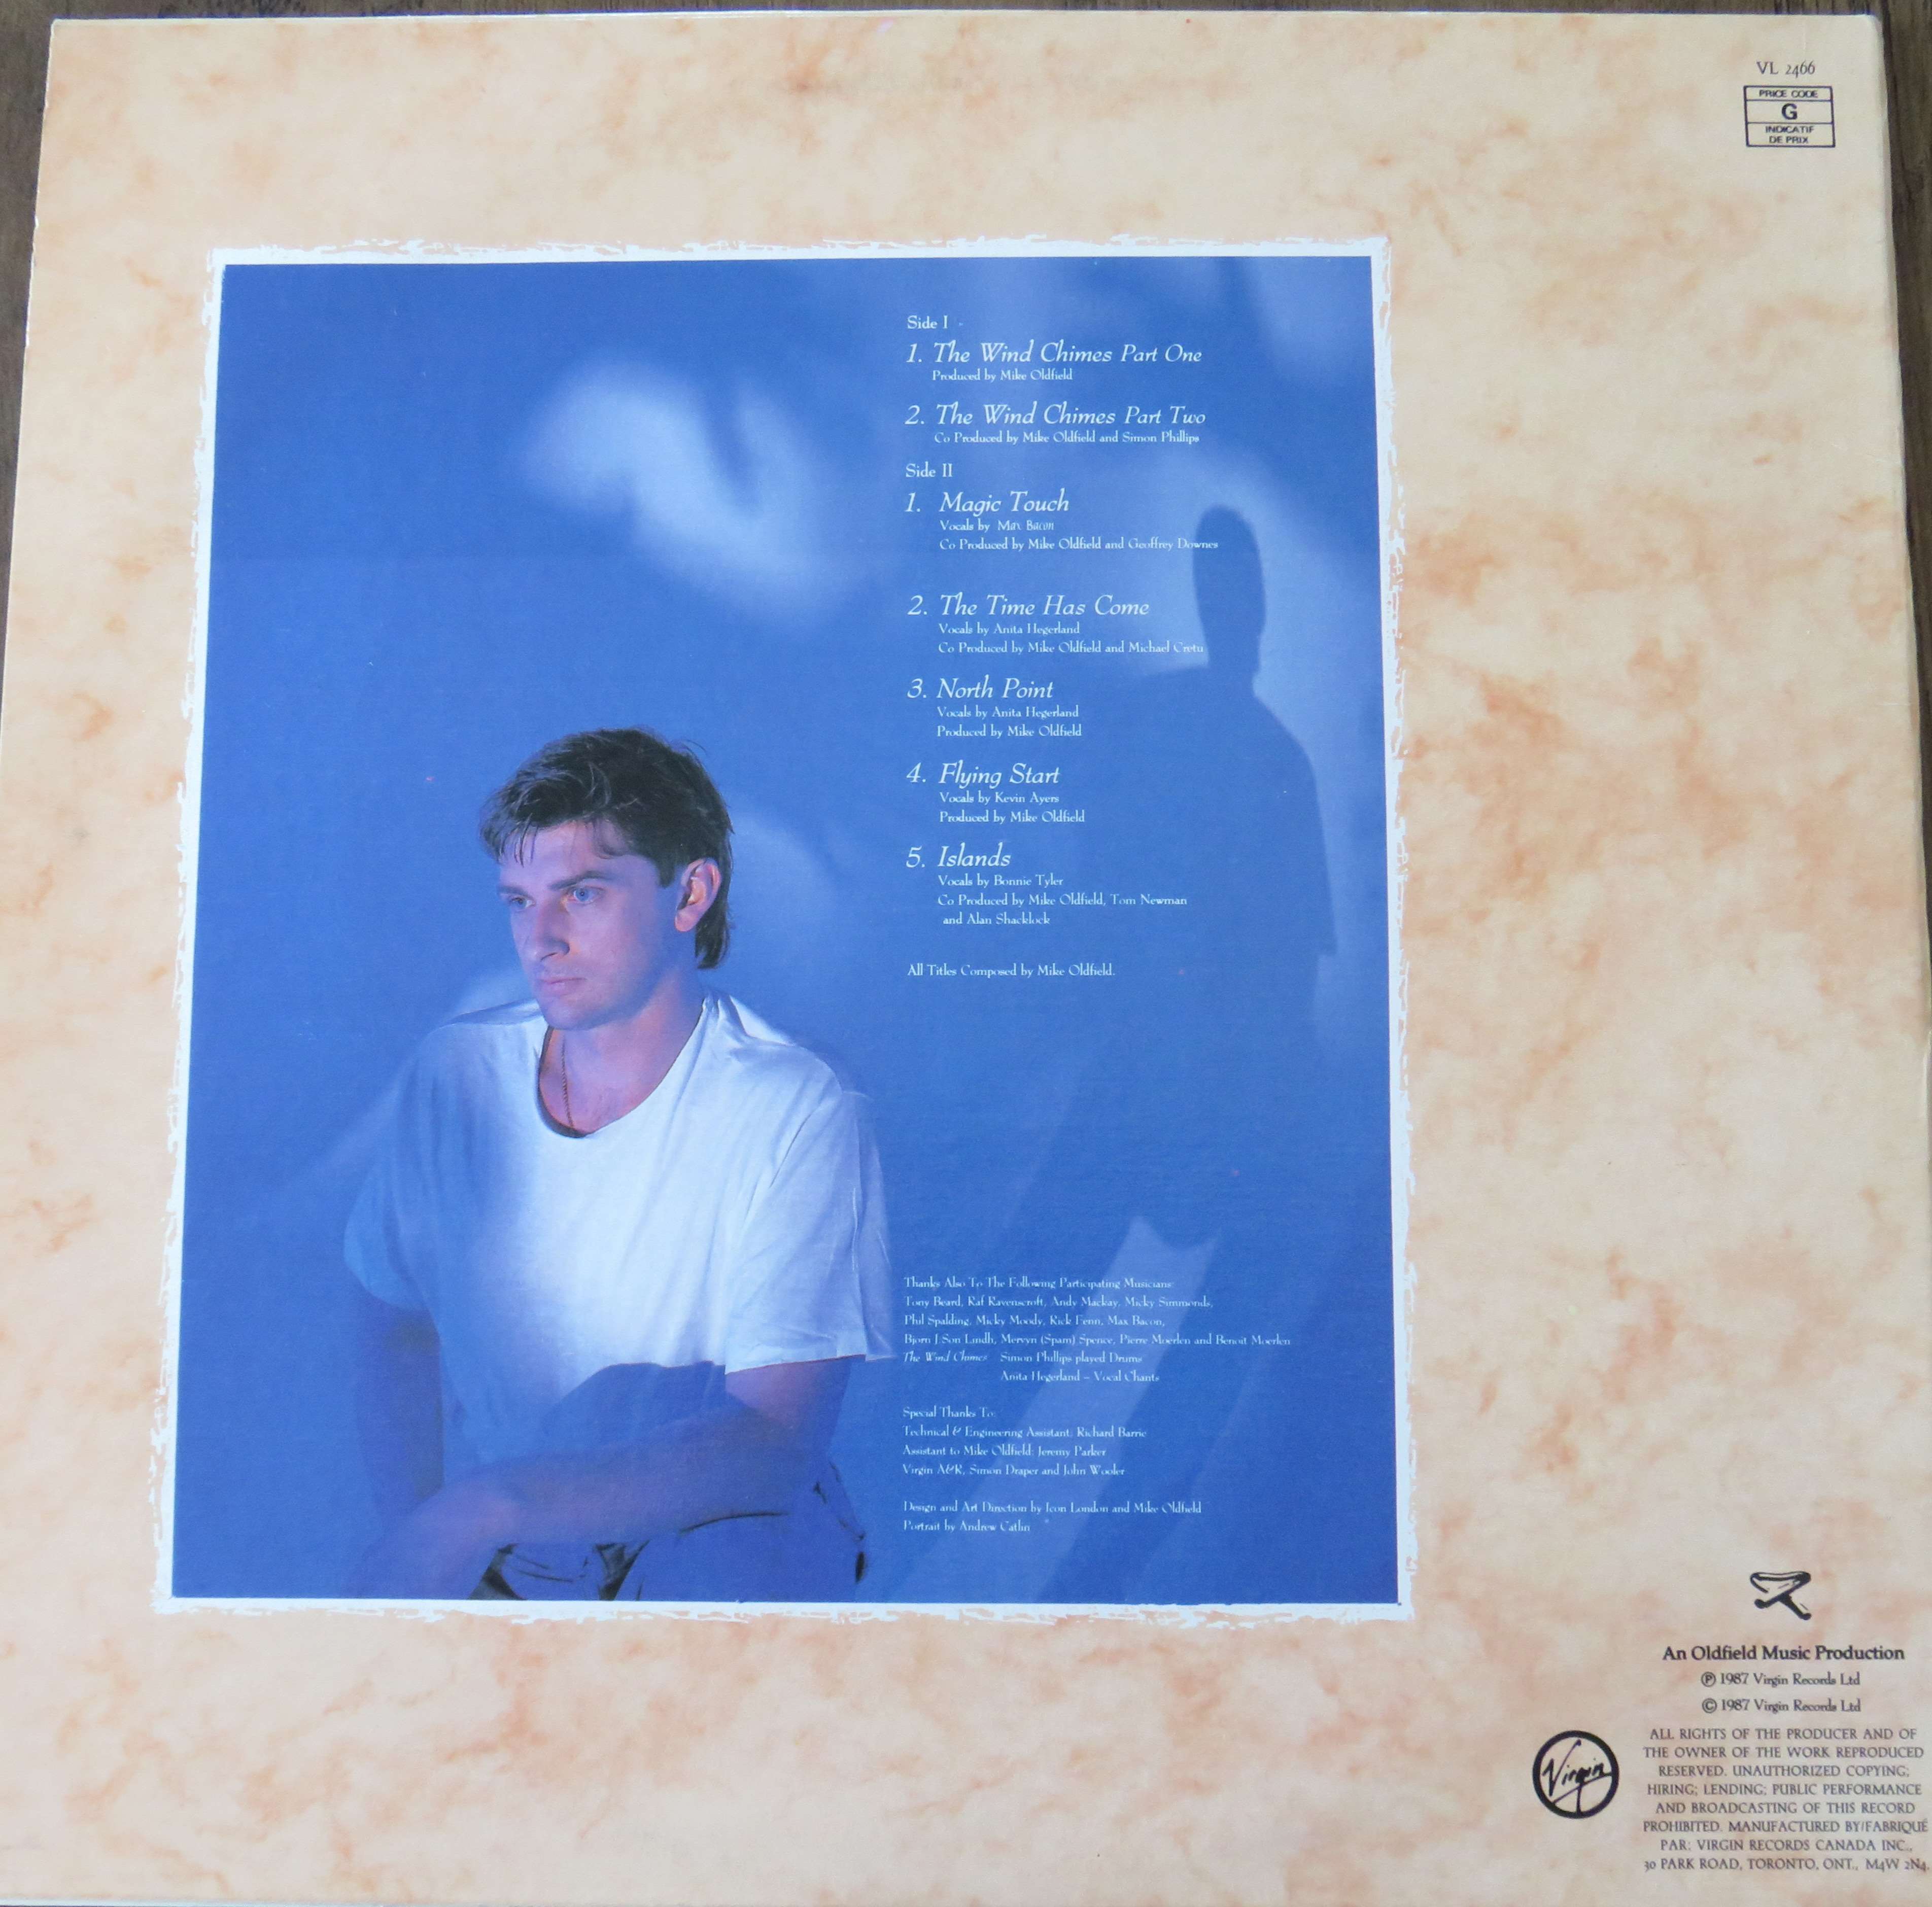 VL 2466
PRICE CODE
G
INDICATIF
DE PRIX
Side I
1. The Wind Chimes Part One
Produced by Mike Oldfield
2. The Wind Chimes Part Two
Co Produced by Mike Oldfield and Simon Phillips
Side II
1. Magic Touch
Vocals by Max Bacon
Co Produced by Mike Oldfield and Geoffrey Downes
2. The Time Has Come
Vocals by Anita Hegerland
Co Produced by Mike Oldfield and Michael Cretu
3. North Point
Vocals by Anita Hegerland
Produced by Mike Oldfield
4. Flying Start
Vocals by Kevin Ayers
Produced by Mike Oldfield
5. Islands
Vocals by Bonnie Tyler
Co Produced by Mike Oldfield, Tom Newman
and Alan Shacklock
All Titles Composed by Mike Oldfield.
Thanks Also To The Following Participating Musicians:
Tony Beard, Raf Ravenscroft, Andy Mackay, Micky Simmonds,
Phil Spalding, Micky Moody, Rick Fenn, Max Bacon,
Bjorn J:Son Lindh, Mervyn (Spam) Spence, Pierre Moerlen and Benoit Moerlen
The Wind Chimes Simon Phillips played Drums
Anita Hegerland – Vocal Chants
Special Thanks To:
Technical & Engineering Assistant: Richard Barrie
Assistant to Mike Oldfield: Jeremy Parker
Virgin A&R, Simon Draper and John Wooler
Design and Art Direction by Icon London and Mike Oldfield
Portrait by Andrew Catlin
An Oldfield Music Production
℗ 1987 Virgin Records Ltd
© 1987 Virgin Records Ltd
Virgin
ALL RIGHTS OF THE PRODUCER AND OF
THE OWNER OF THE WORK REPRODUCED
RESERVED. UNAUTHORIZED COPYING;
HIRING; LENDING; PUBLIC PERFORMANCE
AND BROADCASTING OF THIS RECORD
PROHIBITED. MANUFACTURED BY/FABRIQUÉ
PAR: VIRGIN RECORDS CANADA INC.,
30 PARK ROAD, TORONTO, ONT., M4W 2N4.